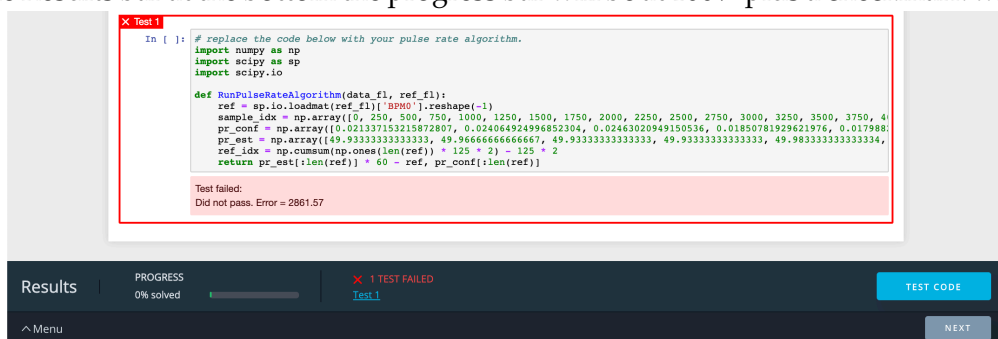 Test 1
In [ ]:
# replace the code below with your pulse rate algorithm.
import numpy as np
import scipy as sp
import scipy.io
def RunPulseRateAlgorithm(data_fl, ref_fl):
ref = sp.io.loadmat(ref_fl)['BPM0'].reshape(-1)
sample_idx = np.array([0, 250, 500, 750, 1000, 1250, 1500, 1750, 2000, 2250, 2500, 2750, 3000, 3250, 3500, 3750,
pr_conf = np.array([0.021337153215872807, 0.024064924996852304, 0.02463020949150536, 0.01850781929621976,
pr_est = np.array([49.93333333333333, 49.96666666666667, 49.93333333333333, 49.93333333333333, 49.983333333333334,
ref_idx = np.cumsum(np.ones(len(ref)) * 125 * 2) - 125 * 2
return pr_est[:len(ref)] * 60 - ref, pr_conf[:len(ref)]
Test failed:
Did not pass. Error = 2861.57
Results
PROGRESS
0% solved
1 TEST FAILED
Test 1
TEST CODE
Menu
NEXT